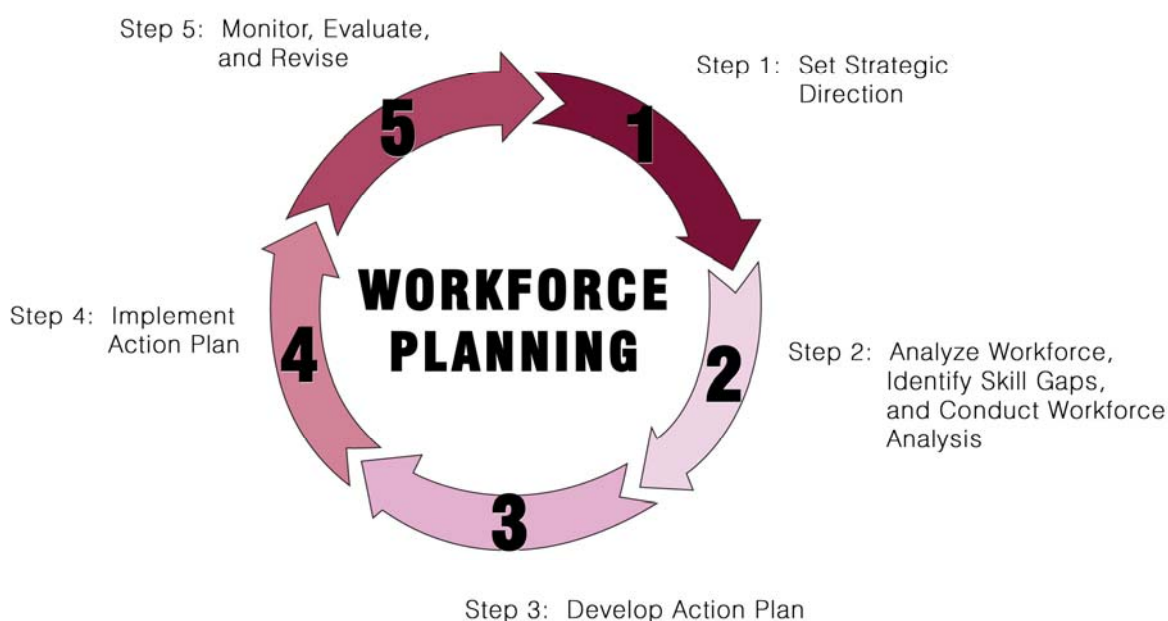 Step 5: Monitor, Evaluate,
and Revise
Step 1: Set Strategic
Direction
5
1
WORKFORCE
PLANNING
Step 4: Implement
Action Plan
4
2
Step 2: Analyze Workforce,
Identify Skill Gaps,
and Conduct Workforce
Analysis
3
Step 3: Develop Action Plan